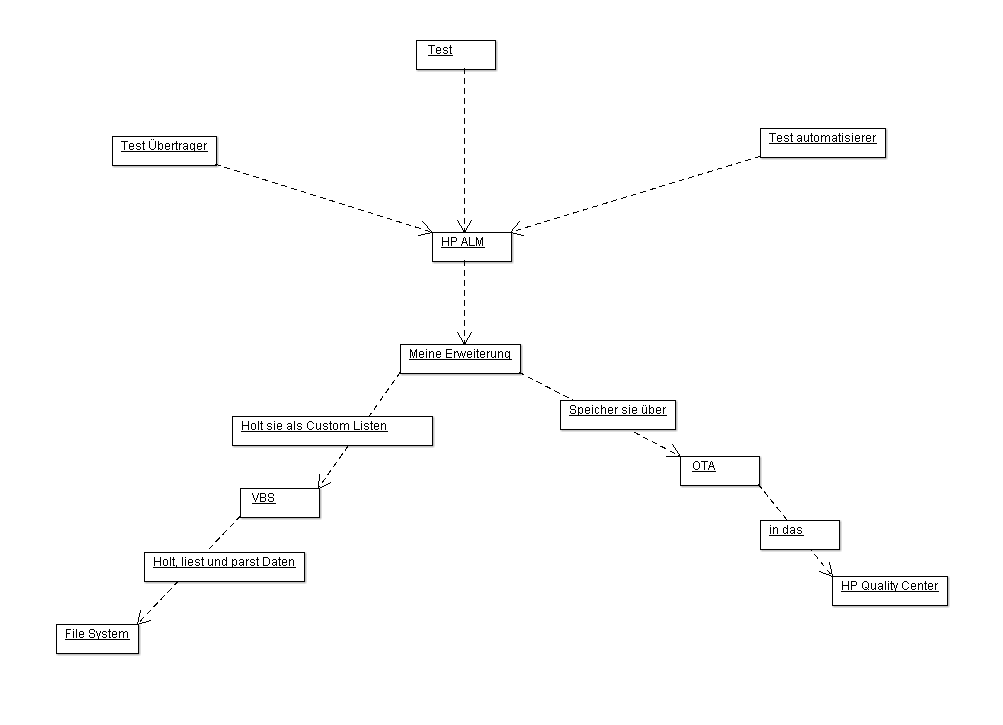 Test
Test Übertrager
Test automatisierer
HP ALM
Meine Erweiterung
Speicher sie über
Holt sie als Custom Listen
OTA
VBS
in das
Holt, liest und parst Daten
HP Quality Center
File System